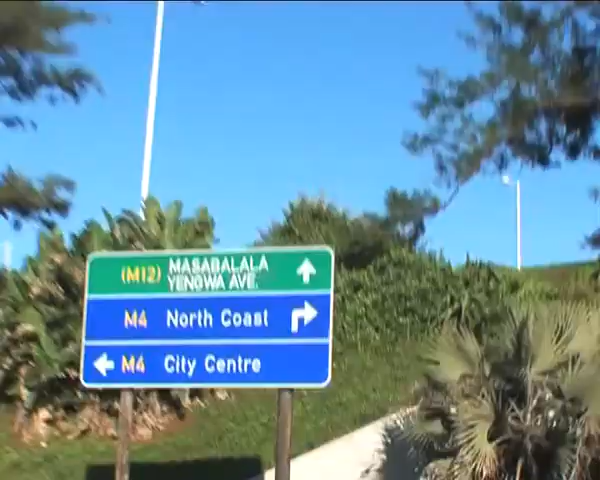 (M12) MASABALALA
YENGWA AVE.
M4 North Coast
M4 City Centre